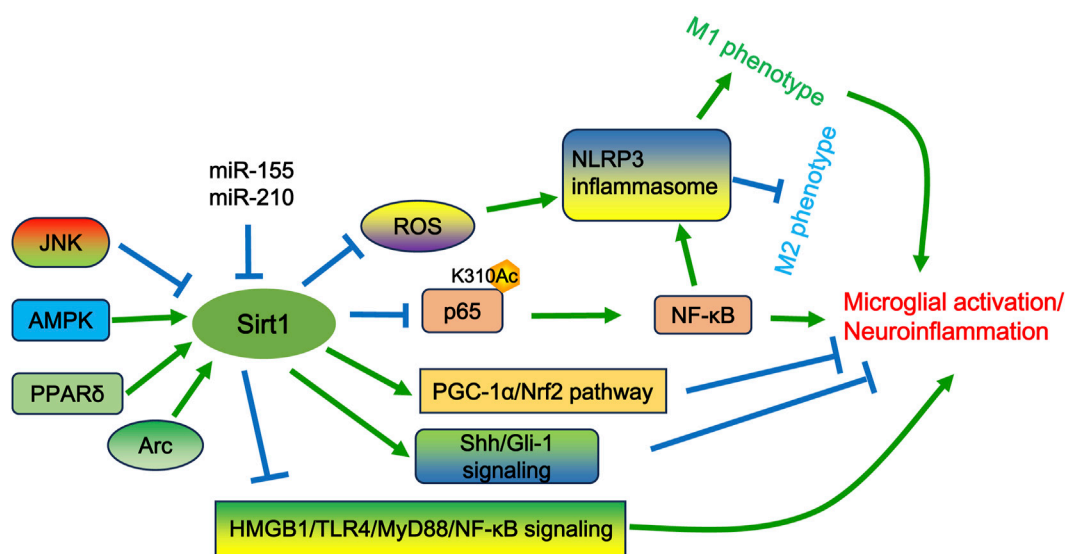 M1 phenotype
miR-155
miR-210
NLRP3
inflammasome
M2 phenotype
JNK
ROS
K310Ac
AMPK
Sirt1
p65
NF-κB
Microglial activation/
Neuroinflammation
PPARδ
PGC-1α/Nrf2 pathway
Arc
Shh/Gli-1
signaling
HMGB1/TLR4/MyD88/NF-κB signaling